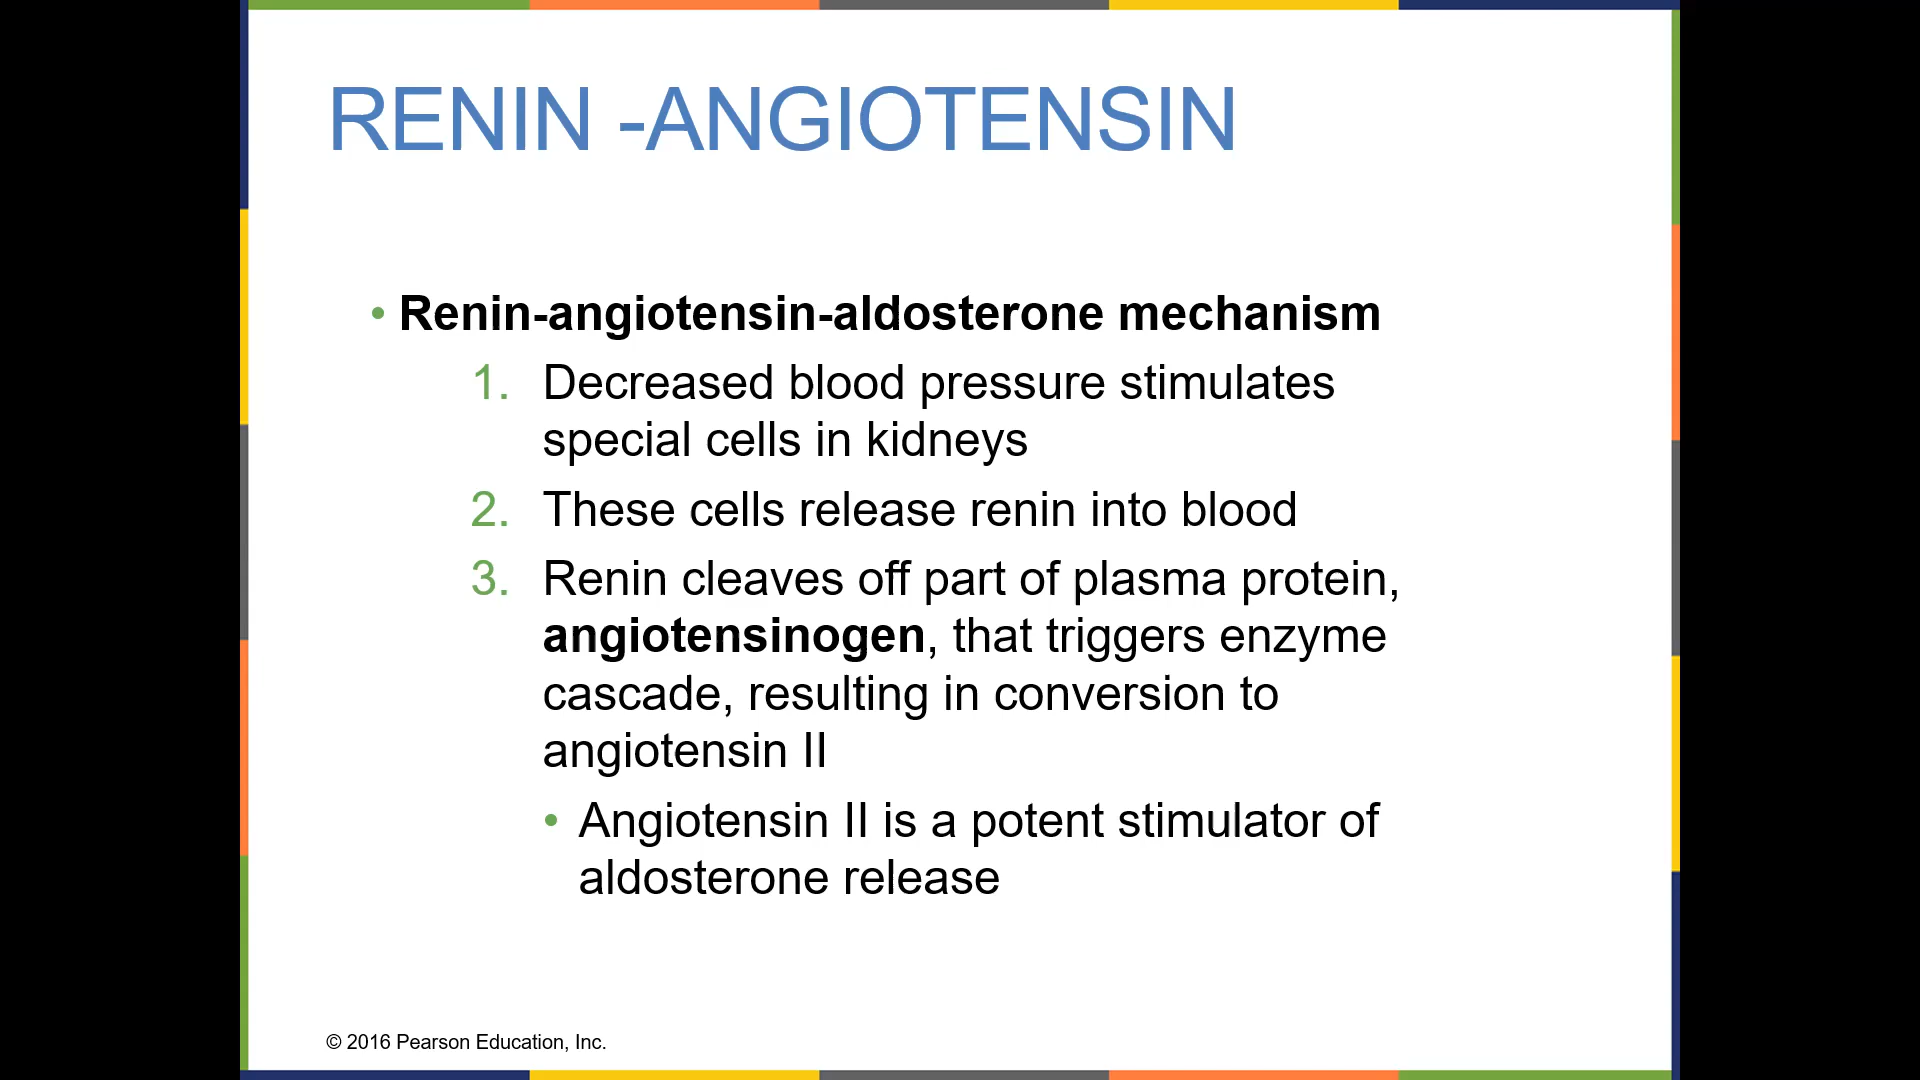 RENIN -ANGIOTENSIN
• Renin-angiotensin-aldosterone mechanism
1. Decreased blood pressure stimulates
special cells in kidneys
2. These cells release renin into blood
3. Renin cleaves off part of plasma protein,
angiotensinogen, that triggers enzyme
cascade, resulting in conversion to
angiotensin II
• Angiotensin II is a potent stimulator of
aldosterone release
© 2016 Pearson Education, Inc.